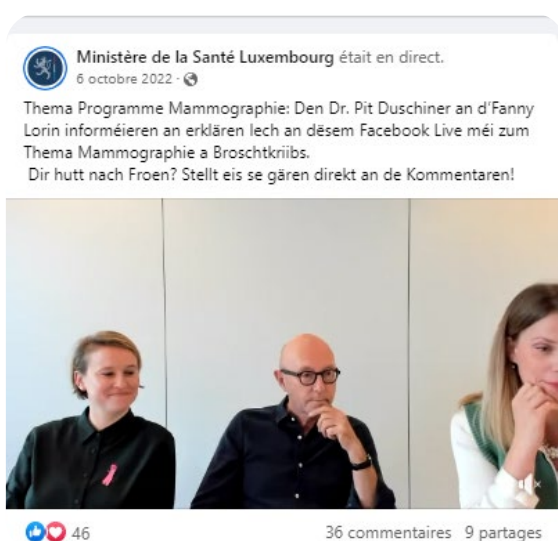 Ministère de la Santé Luxembourg était en direct.
6 octobre 2022 ·
Thema Programme Mammographie: Den Dr. Pit Duschiner an d'Fanny
Lorin informéieren an erklären Iech an dësem Facebook Live méi zum
Thema Mammographie a Broschtkriibs.
Dir hutt nach Froen? Stellt eis se gären direkt an de Kommentaren!
46
36 commentaires 9 partages